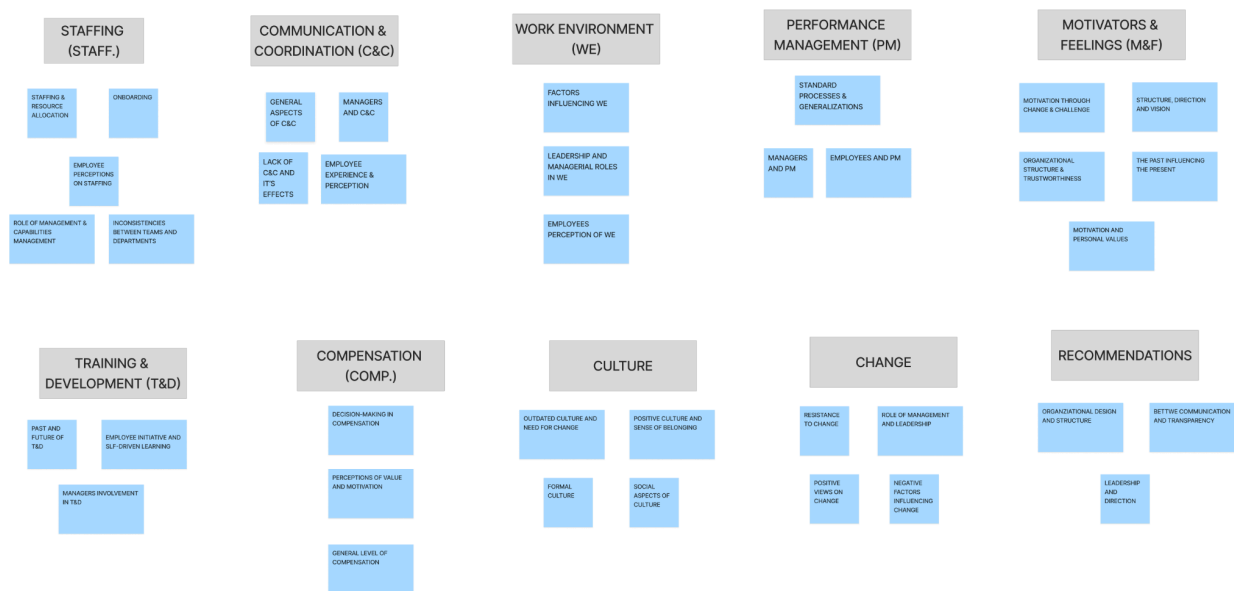 STAFFING
(STAFF.)
STAFFING &
RESOURCE
ALLOCATION
ONBOARDING
EMPLOYEE
PERCEPTIONS
ON STAFFING
ROLE OF MANAGEMENT &
CAPABILITIES
MANAGEMENT
INCONSISTENCIES
BETWEEN TEAMS AND
DEPARTMENTS
COMMUNICATION &
COORDINATION (C&C)
GENERAL
ASPECTS
OF C&C
MANAGERS
AND C&C
LACK OF
C&C AND
IT'S
EFFECTS
EMPLOYEE
EXPERIENCE &
PERCEPTION
WORK ENVIRONMENT
(WE)
FACTORS
INFLUENCING WE
LEADERSHIP AND
MANAGERIAL ROLES
IN WE
EMPLOYEES
PERCEPTION OF WE
PERFORMANCE
MANAGEMENT (PM)
STANDARD
PROCESSES &
GENERALIZATIONS
MANAGERS
AND PM
EMPLOYEES AND PM
MOTIVATORS &
FEELINGS (M&F)
MOTIVATION THROUGH
CHANGE & CHALLENGE
STRUCTURE, DIRECTION
AND VISION
ORGANIZATIONAL
STRUCTURE &
TRUSTWORTHINESS
THE PAST INFLUENCING
THE PRESENT
MOTIVATION AND
PERSONAL VALUES
TRAINING &
DEVELOPMENT (T&D)
PAST AND
FUTURE OF
T&D
EMPLOYEE INITIATIVE AND
SLF-DRIVEN LEARNING
MANAGERS INVOLVEMENT
IN T&D
COMPENSATION
(COMP.)
DECISION-MAKING IN
COMPENSATION
PERCEPTIONS OF VALUE
AND MOTIVATION
GENERAL LEVEL OF
COMPENSATION
CULTURE
OUTDATED CULTURE AND
NEED FOR CHANGE
POSITIVE CULTURE AND
SENSE OF BELONGING
FORMAL
CULTURE
SOCIAL
ASPECTS OF
CULTURE
CHANGE
RESISTANCE
TO CHANGE
ROLE OF MANAGEMENT
AND LEADERSHIP
POSITIVE
VIEWS ON
CHANGE
NEGATIVE
FACTORS
INFLUENCING
CHANGE
RECOMMENDATIONS
ORGANZIATIONAL DESIGN
AND STRUCTURE
BETTWE COMMUNICATION
AND TRANSPARENCY
LEADERSHIP
AND
DIRECTION